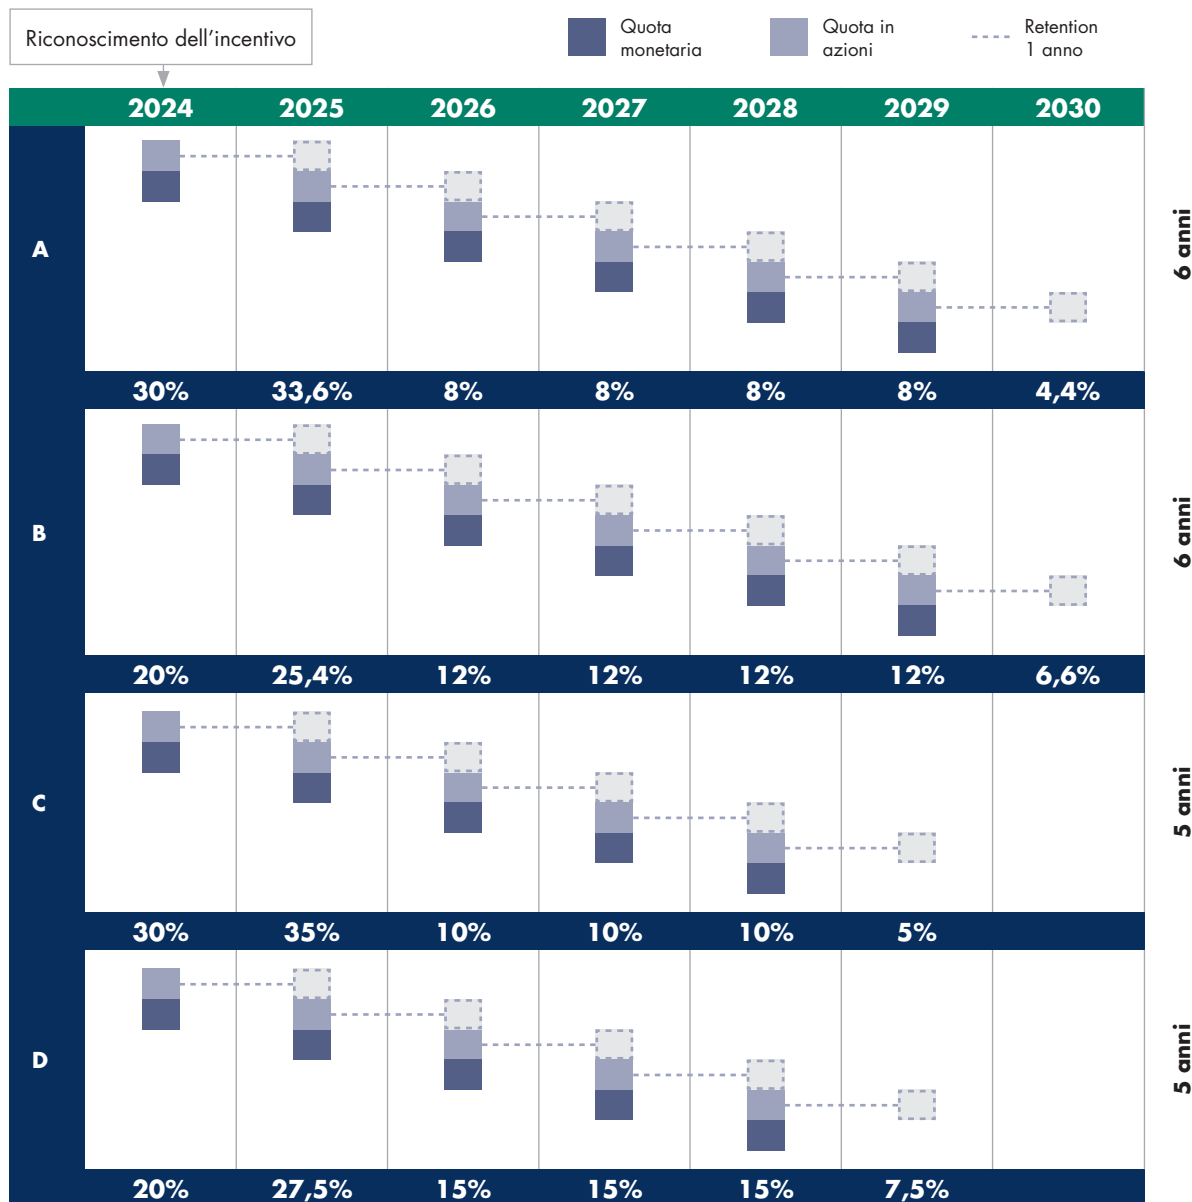 Riconoscimento dell'incentivo
Quota
monetaria
Quota in
azioni
Retention
1 anno
2024 2025 2026 2027 2028 2029 2030
A
6 anni
30% 33,6% 8% 8% 8% 8% 4,4%
B
6 anni
20% 25,4% 12% 12% 12% 12% 6,6%
C
5 anni
30% 35% 10% 10% 10% 5%
D
5 anni
20% 27,5% 15% 15% 15% 7,5%